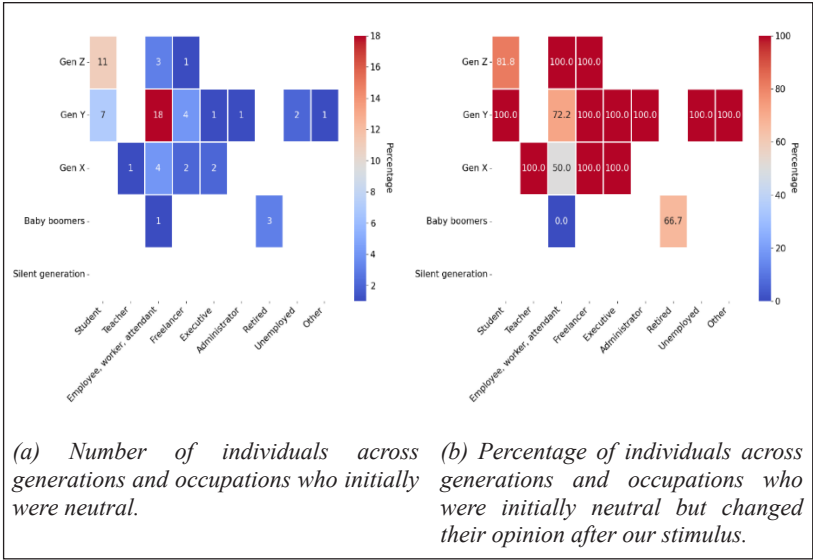 Gen Z
11
3
1
18
16
14
12
10
8
6
4
2
Percentage
Gen Y
7
18
4
1
1
2
1
Gen X
1
4
2
2
Baby boomers
1
3
Silent generation
Student
Teacher
Employee, worker, attendant
Freelancer
Executive
Administrator
Retired
Unemployed
Other
Gen Z
81.8
100.0
100.0
100
80
60
40
20
0
Percentage
Gen Y
100.0
72.2
100.0
100.0
100.0
100.0
100.0
Gen X
100.0
50.0
100.0
100.0
Baby boomers
0.0
66.7
Silent generation
Student
Teacher
Employee, worker, attendant
Freelancer
Executive
Administrator
Retired
Unemployed
Other
(a) Number of individuals across
generations and occupations who initially
were neutral.
(b) Percentage of individuals across
generations and occupations who
were initially neutral but changed
their opinion after our stimulus.